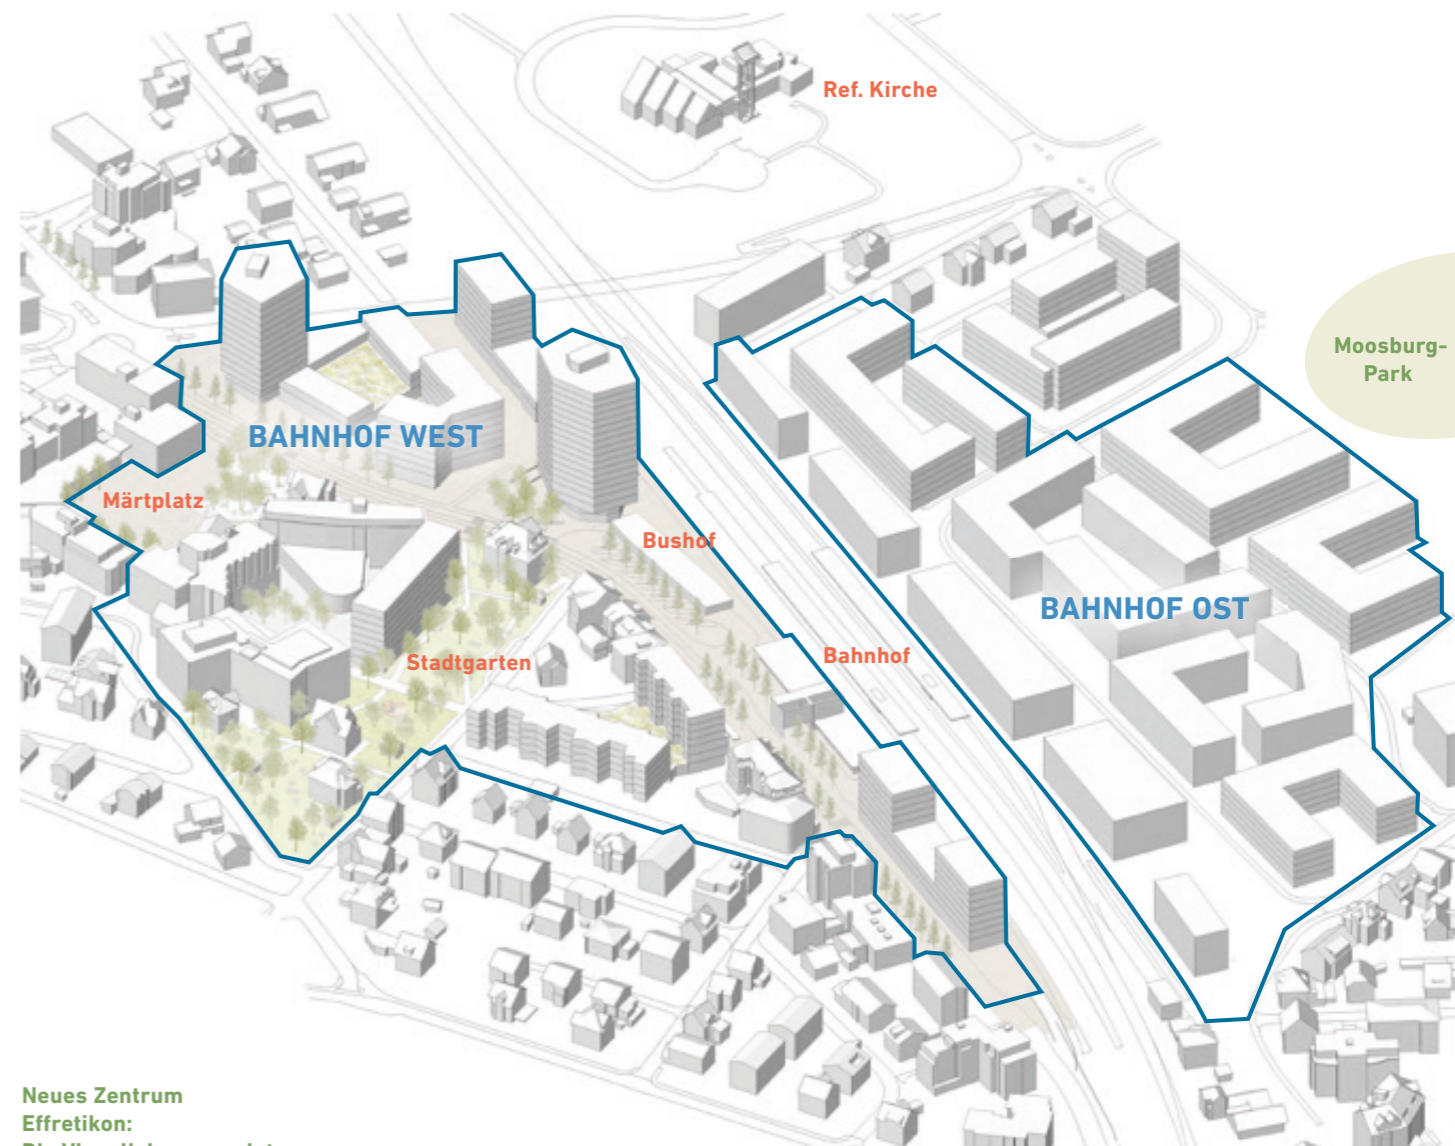 Ref. Kirche
Moosburg-
Park
BAHNHOF WEST
Märtplatz
Bushof
BAHNHOF OST
Bahnhof
Stadtgarten
Neues Zentrum
Effretikon: